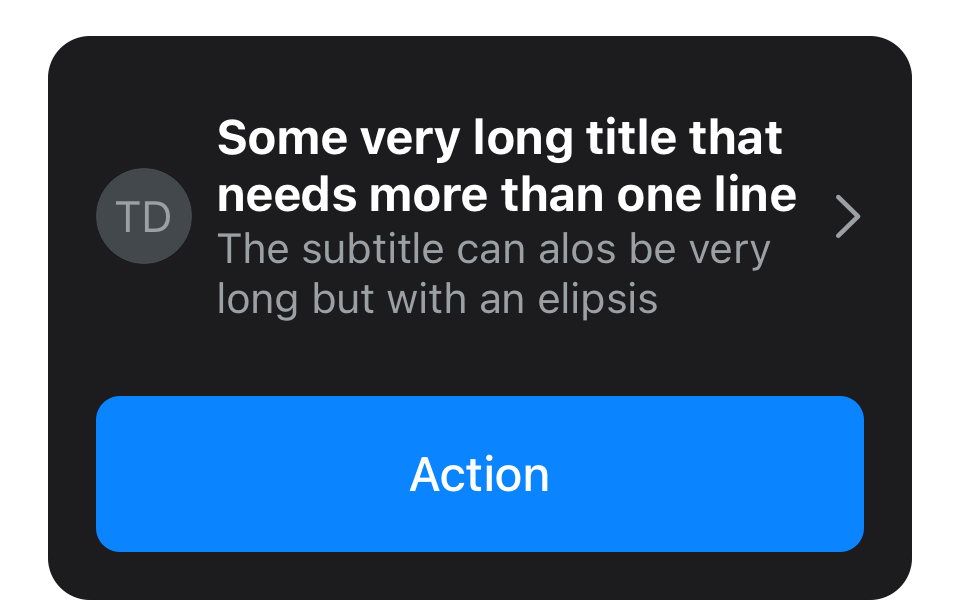 Some very long title that
needs more than one line
TD
The subtitle can alos be very
long but with an elipsis
Action